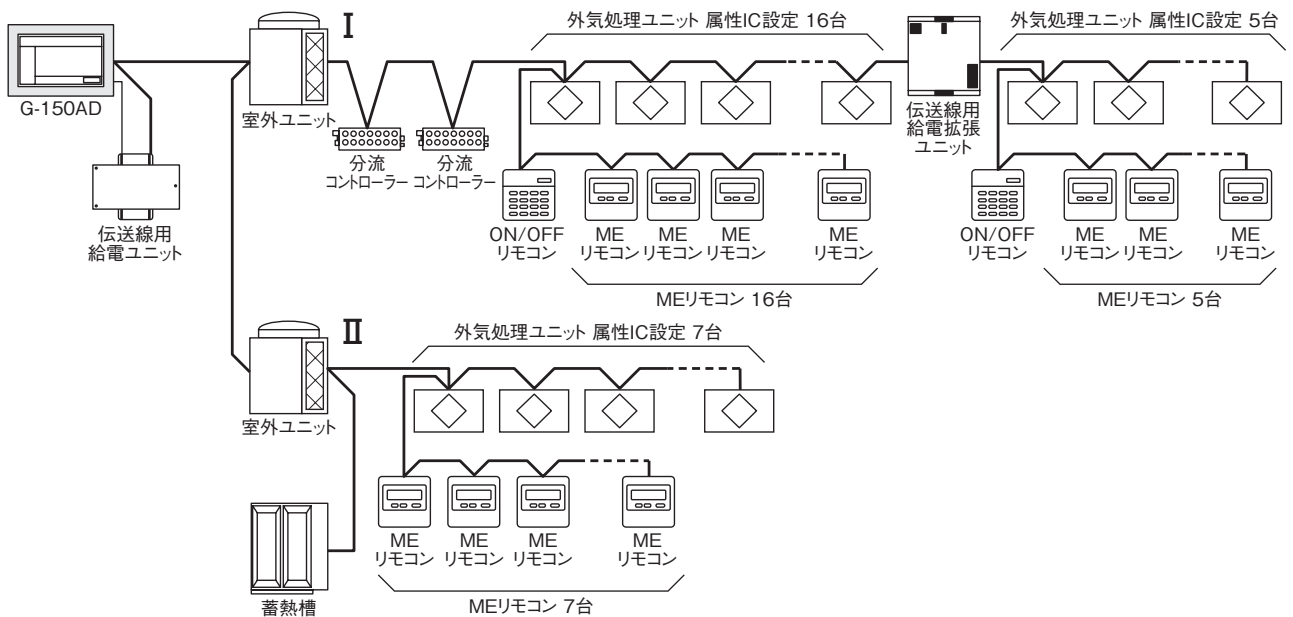 G-150AD
伝送線用
給電ユニット
室外ユニット
I
分流
コントローラー
分流
コントローラー
外気処理ユニット 属性IC設定 16台
ON/OFF
リモコン
ME
リモコン
ME
リモコン
ME
リモコン
ME
リモコン
MEリモコン 16台
伝送線用
給電拡張
ユニット
外気処理ユニット 属性IC設定 5台
ON/OFF
リモコン
ME
リモコン
ME
リモコン
ME
リモコン
MEリモコン 5台
室外ユニット
II
外気処理ユニット 属性IC設定 7台
ME
リモコン
ME
リモコン
ME
リモコン
ME
リモコン
MEリモコン 7台
蓄熱槽